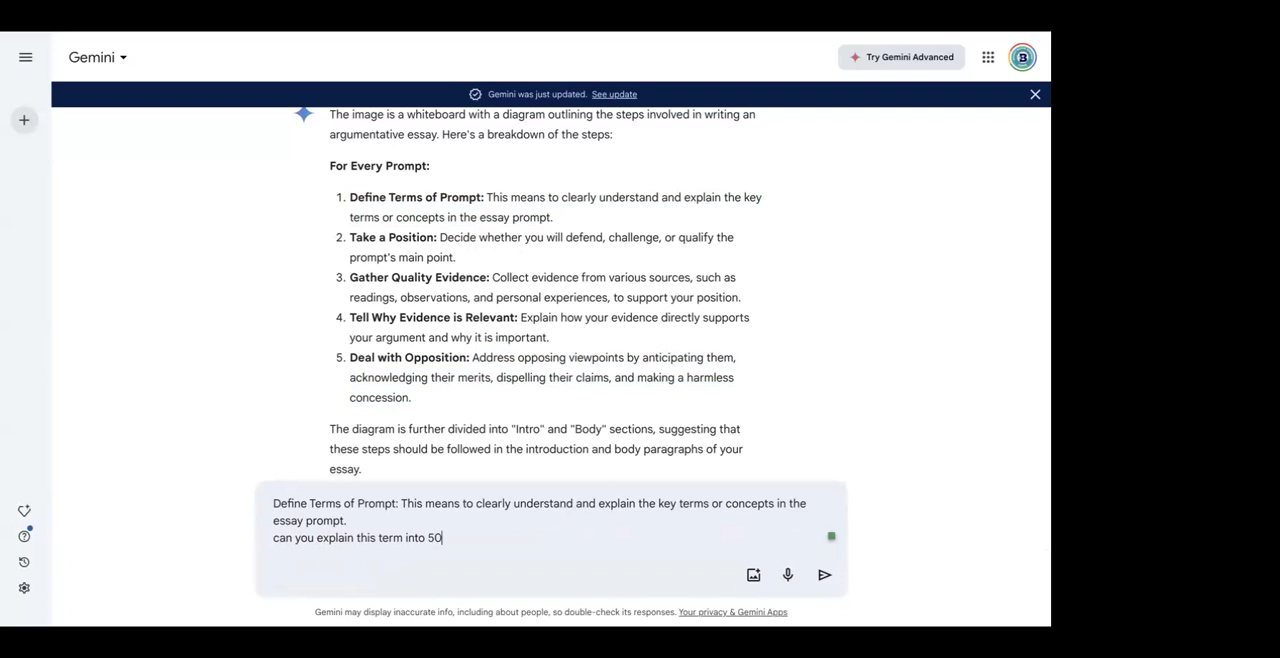 Gemini
Try Gemini Advanced
B
Gemini was just updated. See update
The image is a whiteboard with a diagram outlining the steps involved in writing an
argumentative essay. Here's a breakdown of the steps:
For Every Prompt:
1. Define Terms of Prompt: This means to clearly understand and explain the key
terms or concepts in the essay prompt.
2. Take a Position: Decide whether you will defend, challenge, or qualify the
prompt's main point.
3. Gather Quality Evidence: Collect evidence from various sources, such as
readings, observations, and personal experiences, to support your position.
4. Tell Why Evidence is Relevant: Explain how your evidence directly supports
your argument and why it is important.
5. Deal with Opposition: Address opposing viewpoints by anticipating them,
acknowledging their merits, dispelling their claims, and making a harmless
concession.
The diagram is further divided into "Intro" and "Body" sections, suggesting that
these steps should be followed in the introduction and body paragraphs of your
essay.
Define Terms of Prompt: This means to clearly understand and explain the key terms or concepts in the
essay prompt.
can you explain this term into 50
Gemini may display inaccurate info, including about people, so double-check its responses. Your privacy & Gemini Apps